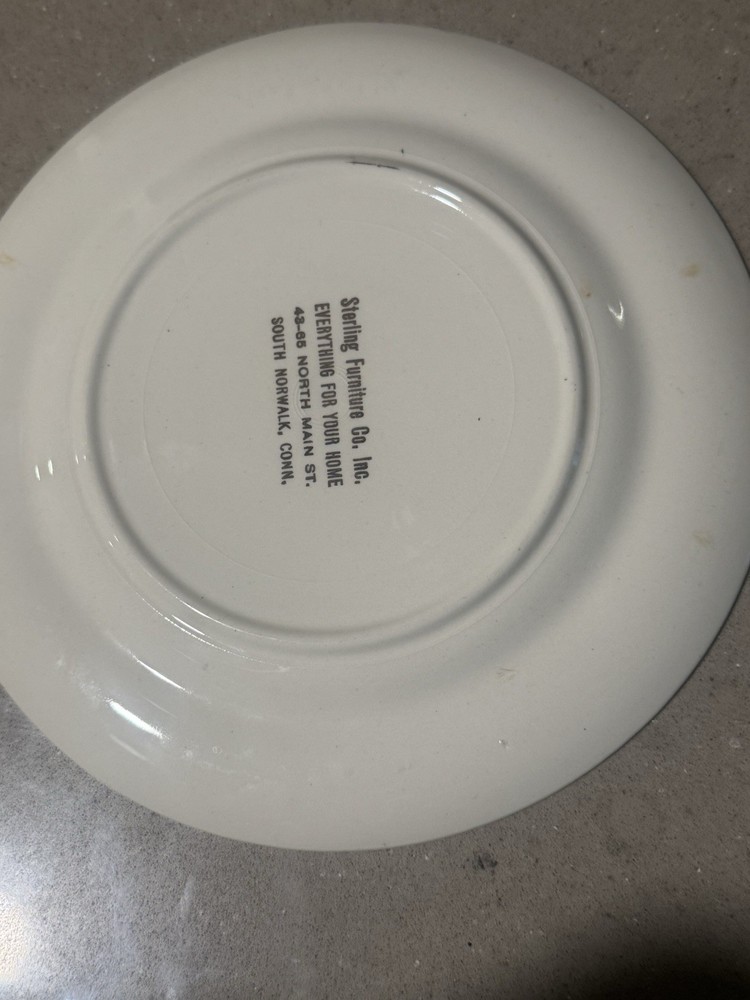 Sterling Furniture Co. Inc.
EVERYTHING FOR YOUR HOME
43-65 NORTH MAIN ST.
SOUTH NORWALK, CONN.